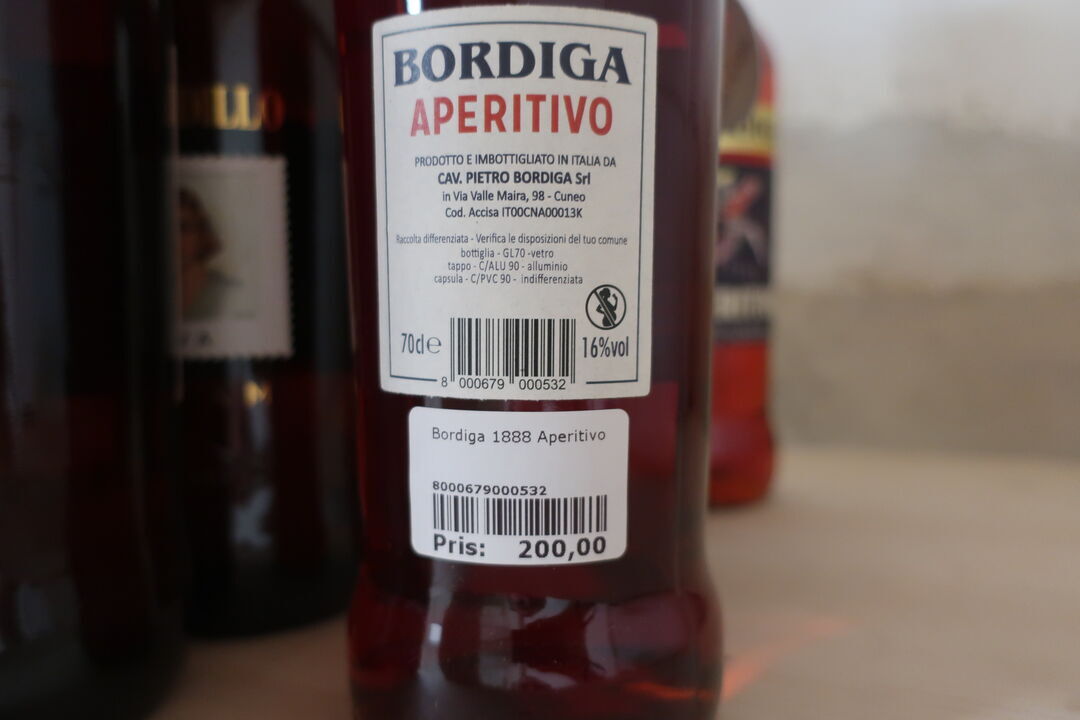 BORDIGA
APERITIVO
PRODOTTO E IMBOTTIGLIATO IN ITALIA DA
CAV. PIETRO BORDIGA Srl
in Via Valle Maira, 98 - Cuneo
Cod. Accisa IT00CNA00013K
Raccolta differenziata - Verifica le disposizioni del tuo comune
bottiglia - GL70 -vetro
tappo - C/ALU 90 - alluminio
capsula - C/PVC 90 - indifferenziata
70cl e
16%vol
8 000679 000532
Bordiga 1888 Aperitivo
8000679000532
Pris: 200,00